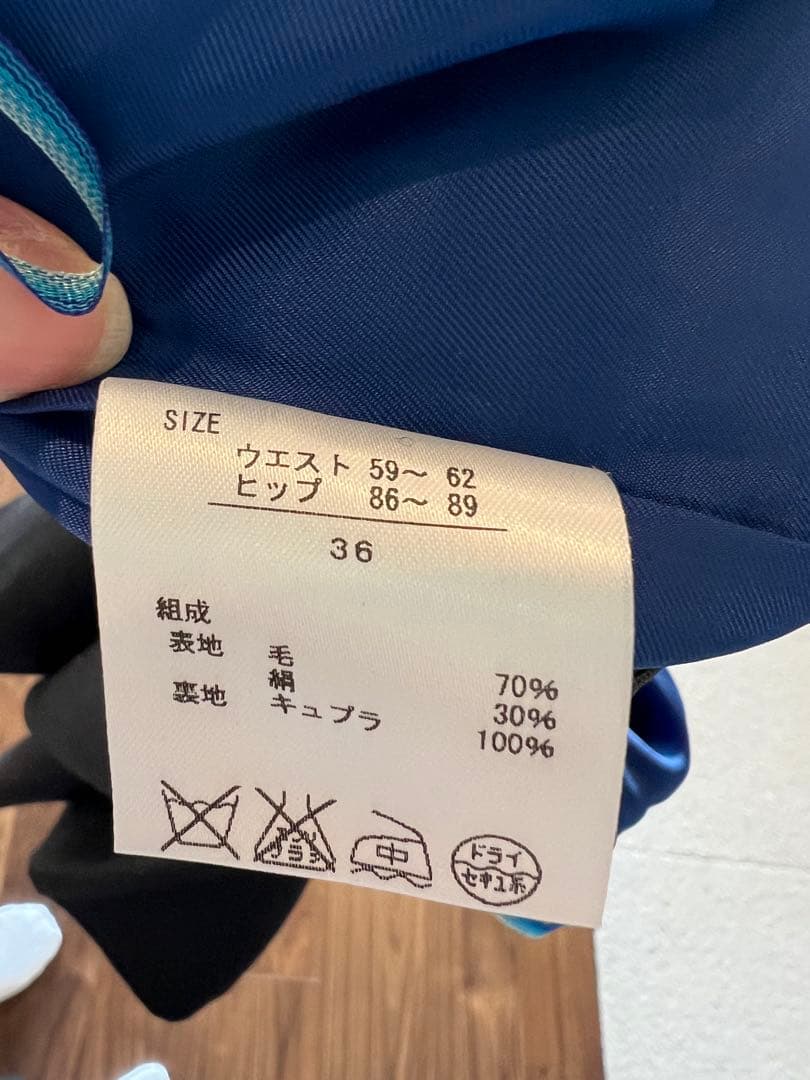 SIZE
ウエスト 59～ 62
ヒップ 86～ 89
36
組成
表地 毛 70%
絹 30%
裏地 キュプラ 100%
中
ドライ
セキユ系